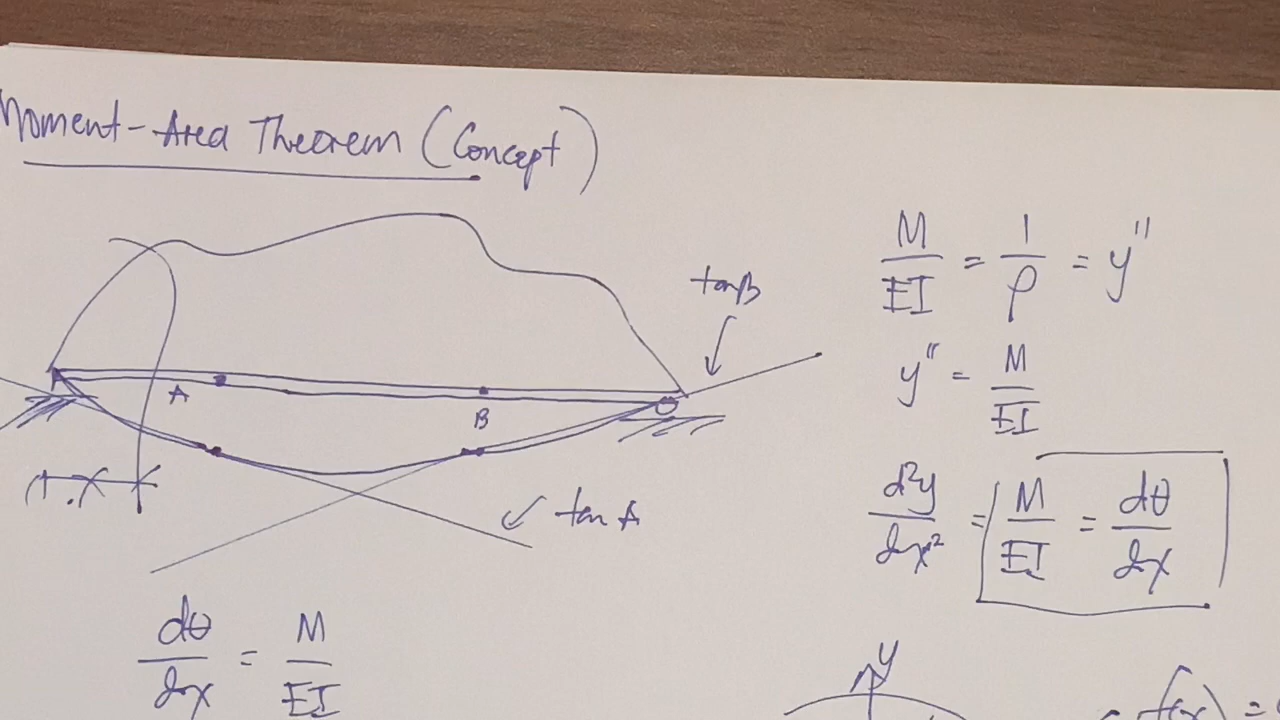 Moment-Area Theorem (Concept)
tanB
A
B
tan A
x
M/EI = 1/ρ = y''
y'' = M/EI
d²y/dx² = M/EI = dθ/dx
dθ/dx = M/EI
y
f(x) =